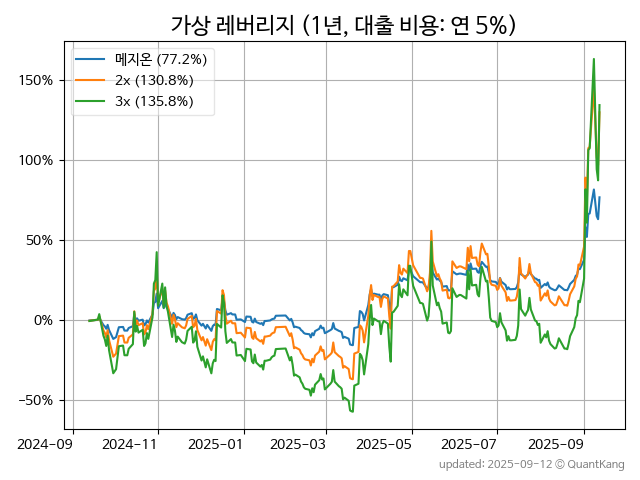 가상 레버리지 (1년, 대출 비용: 연 5%)
메지온 (77.2%)
2x (130.8%)
3x (135.8%)
150%
100%
50%
0%
−50%
2024-09
2024-11
2025-01
2025-03
2025-05
2025-07
2025-09
updated: 2025-09-12 © QuantKang